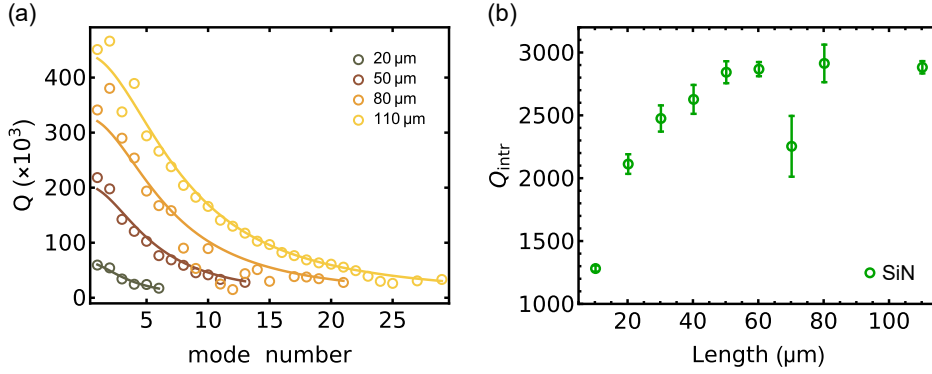 (a)
Q (×10³)
400
300
200
100
0
5
10
15
20
25
mode number
20 µm
50 µm
80 µm
110 µm
(b)
Qintr
3000
2500
2000
1500
1000
20
40
60
80
100
Length (µm)
SiN